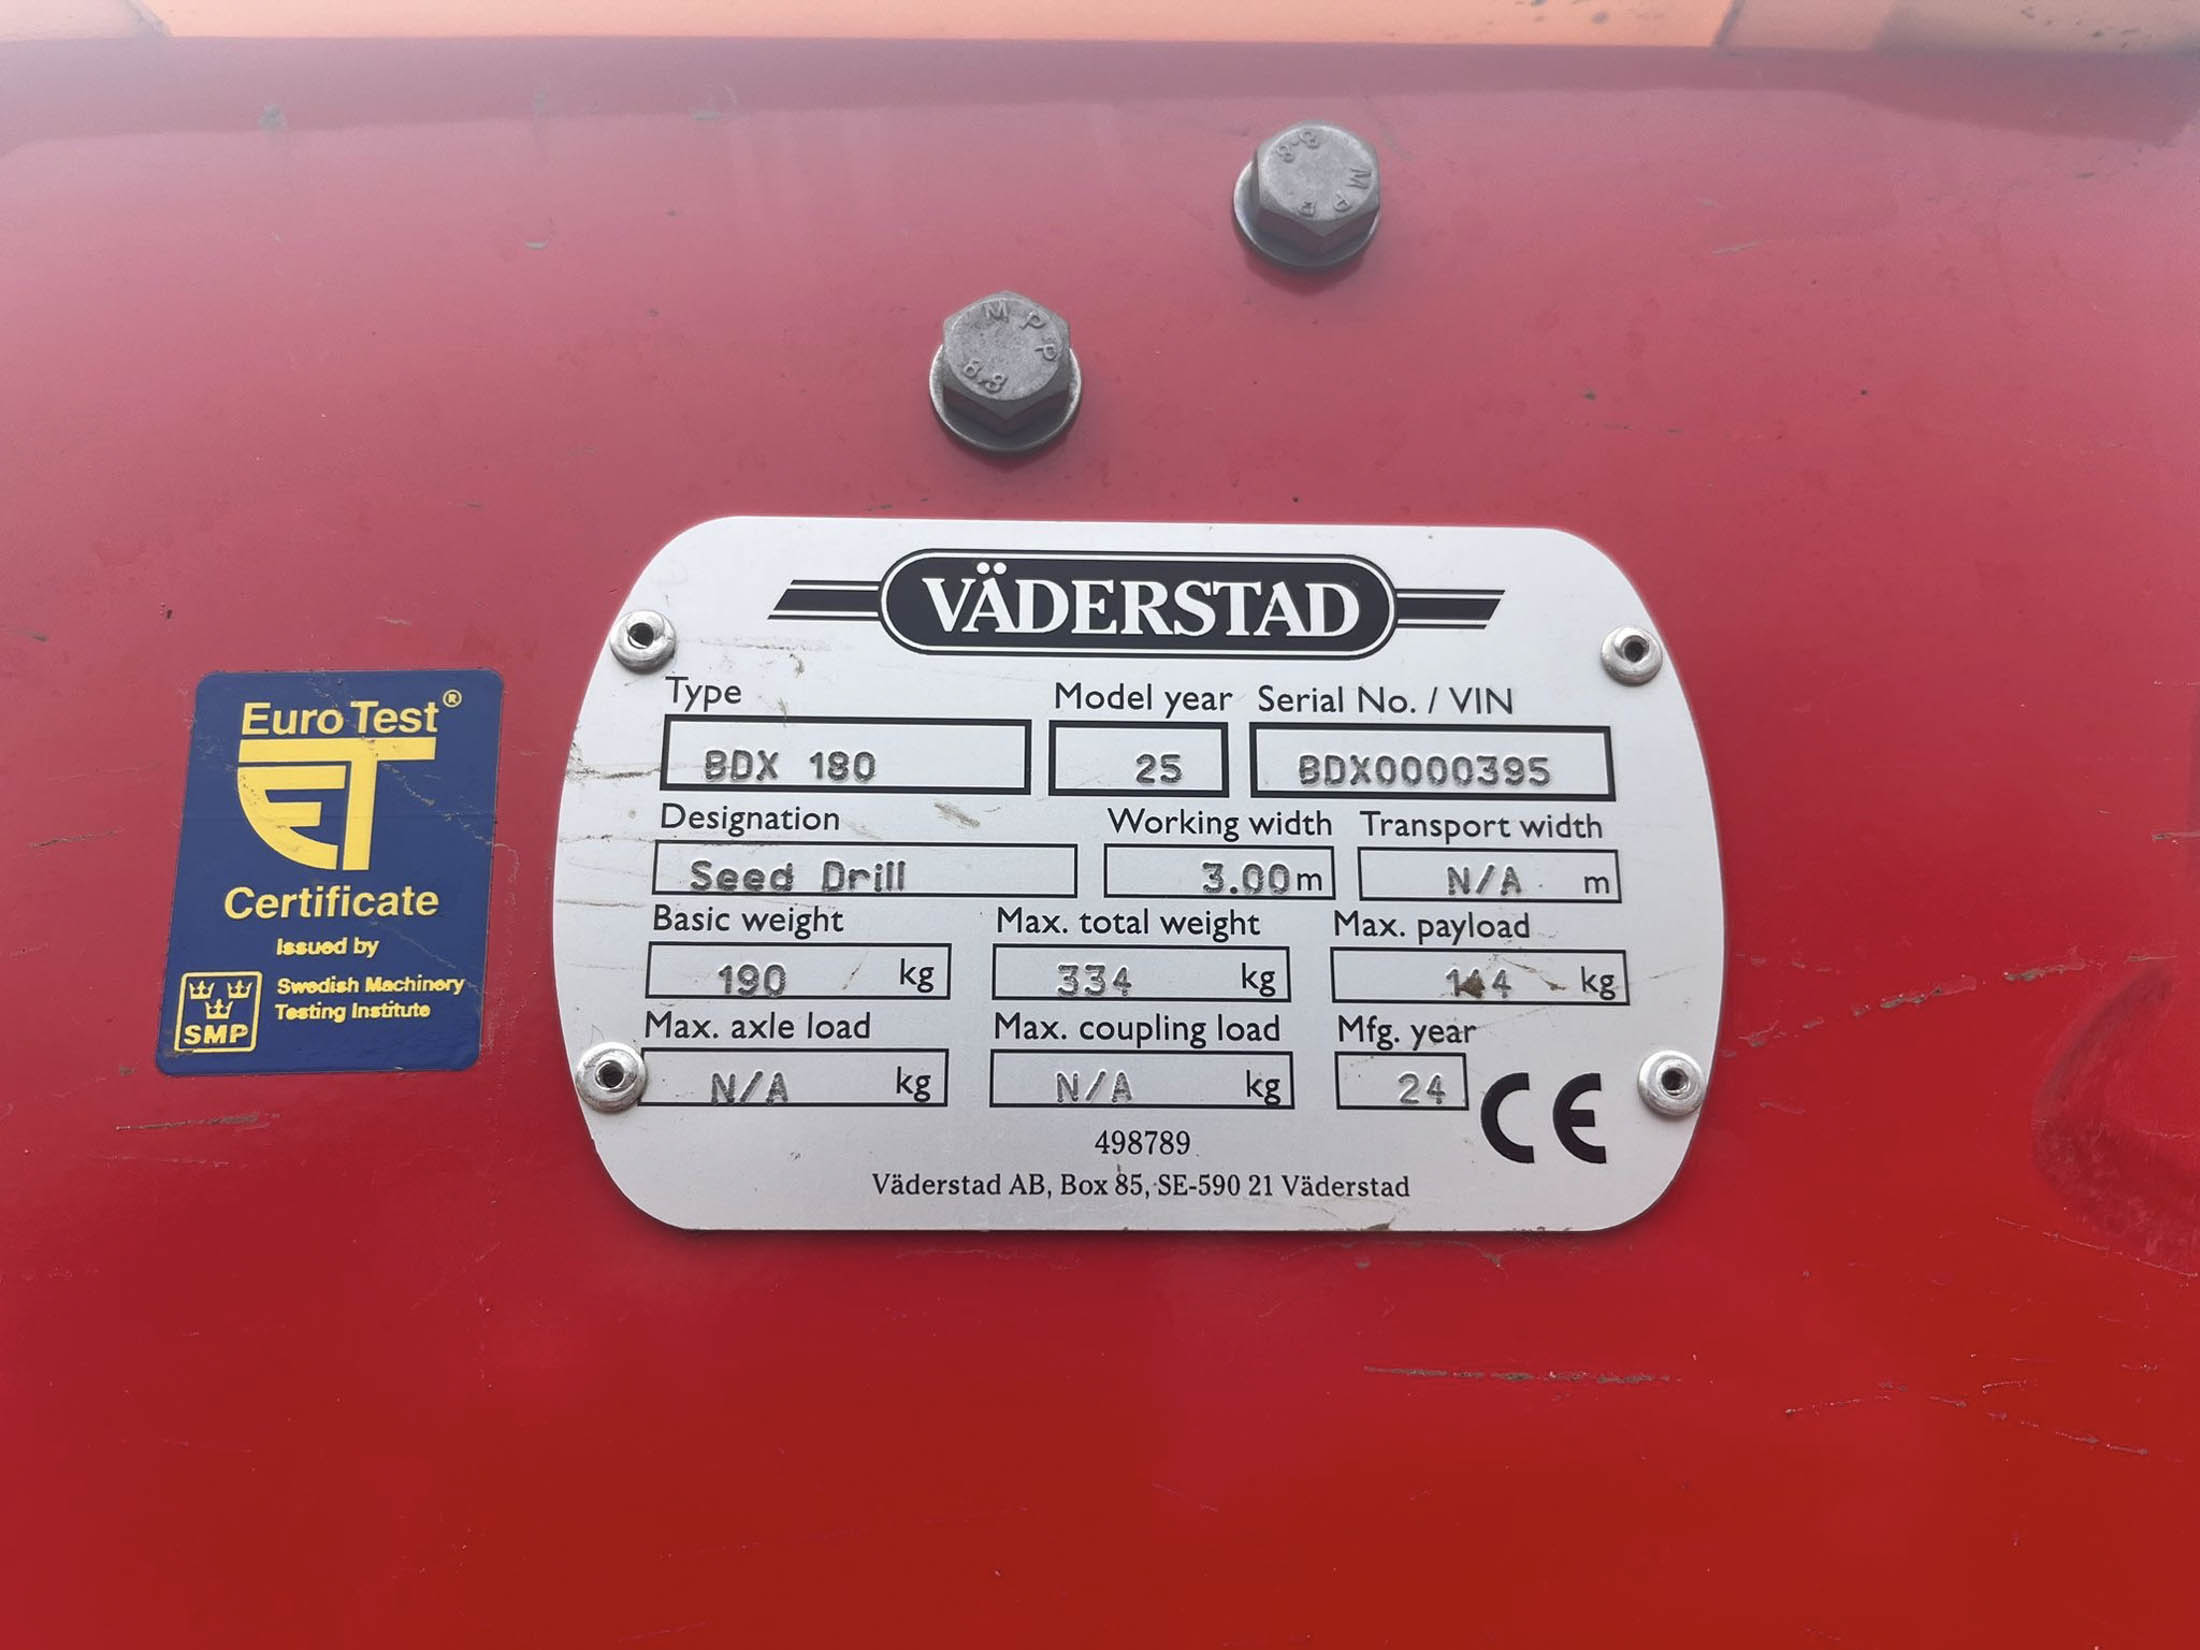 8.8 M P E
M P P 8.8
VÄDERSTAD
Type Model year Serial No. / VIN
BDX 180 25 BDX0000395
Designation Working width Transport width
Seed Drill 3.00 m N/A m
Basic weight Max. total weight Max. payload
190 kg 334 kg 144 kg
Max. axle load Max. coupling load Mfg. year
N/A kg N/A kg 24 CE
498789
Väderstad AB, Box 85, SE-590 21 Väderstad
Euro Test®
ET
Certificate
Issued by
Swedish Machinery
Testing Institute
SMP